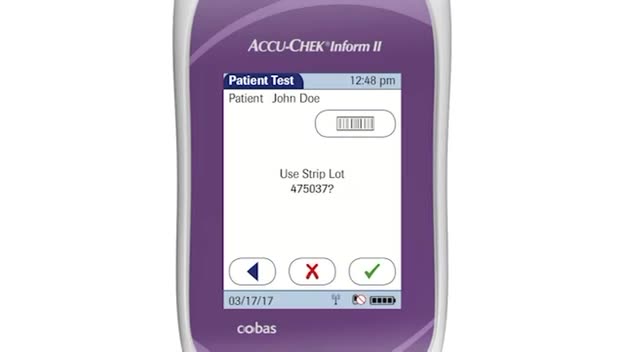 ACCU-CHEK® Inform II
Patient Test 12:48 pm
Patient John Doe
Use Strip Lot
475037?
03/17/17
cobas